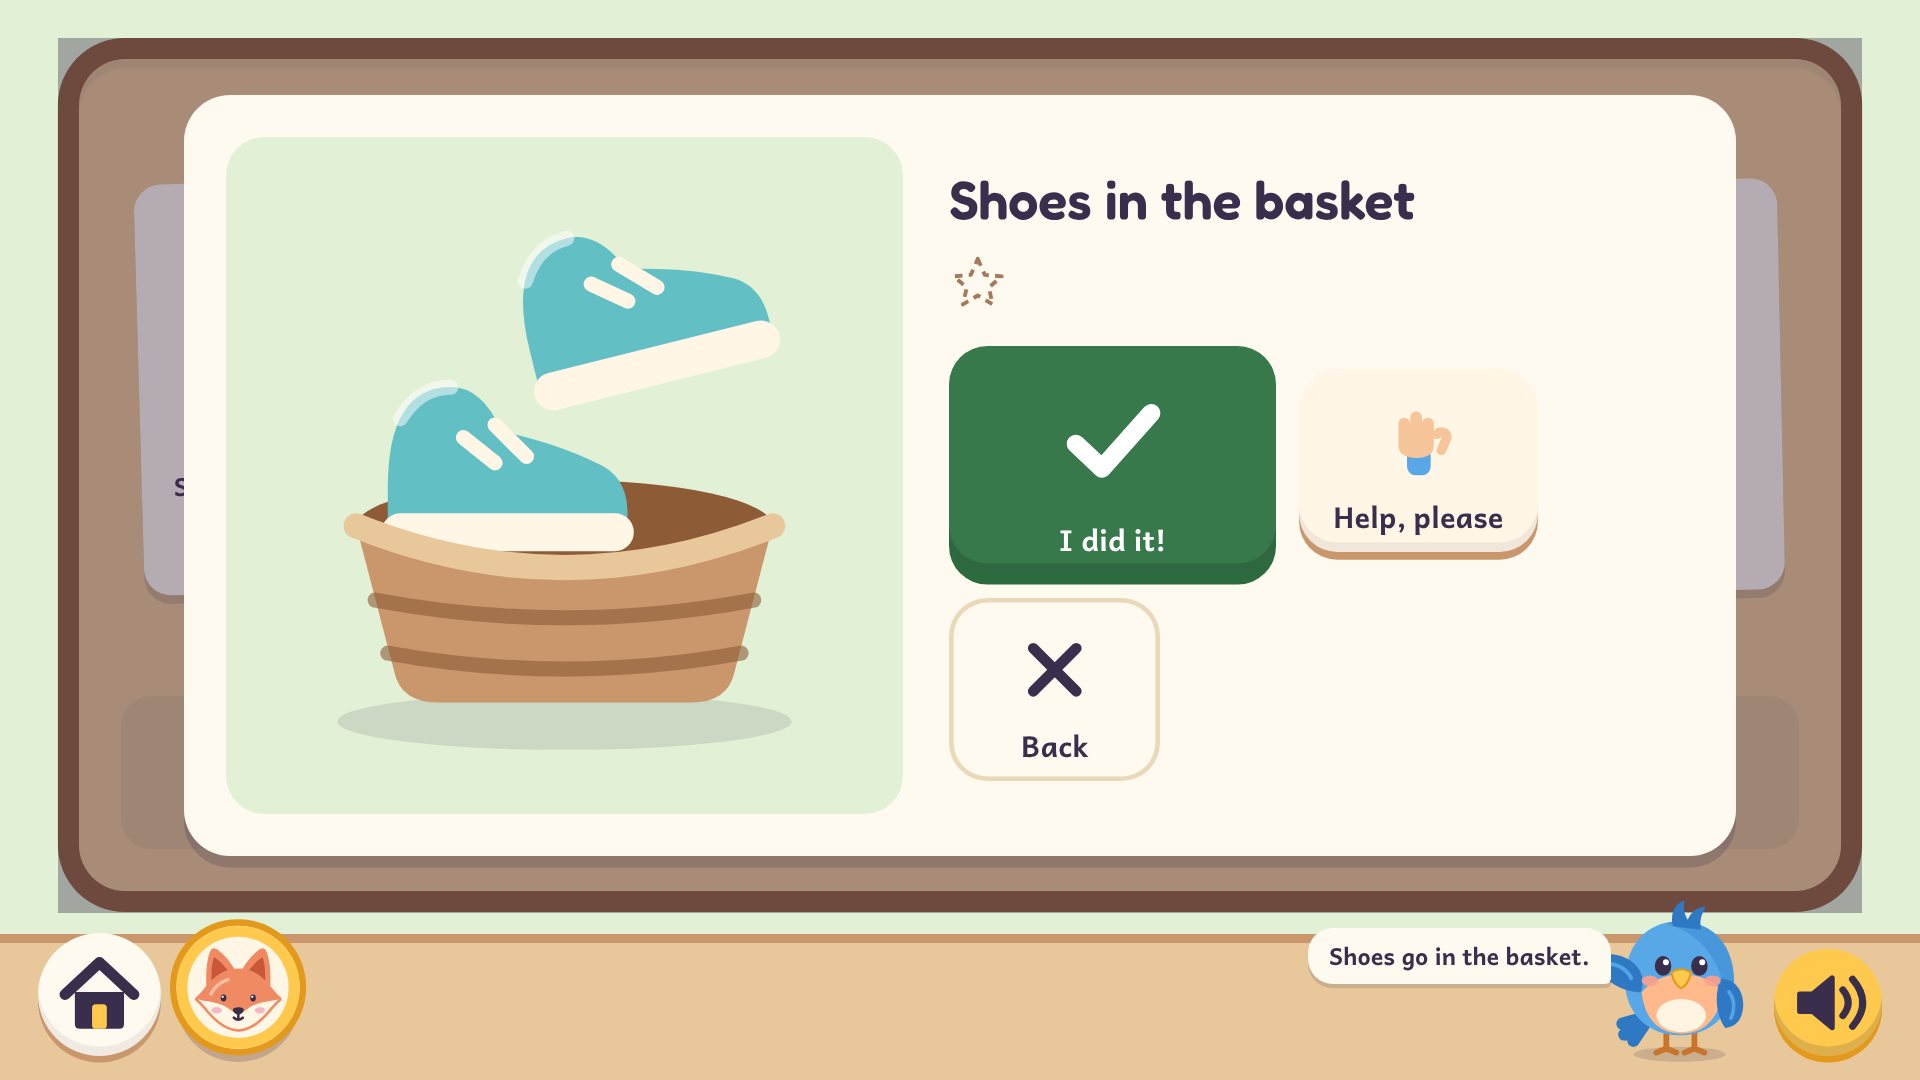 Shoes in the basket
S
I did it!
Help, please
Back
Shoes go in the basket.